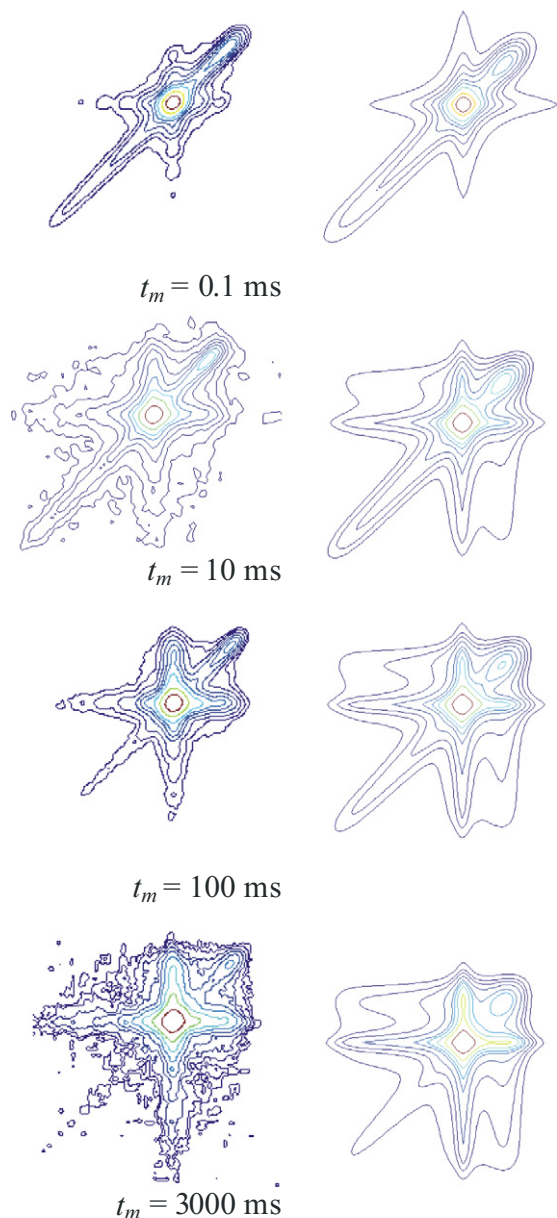 t_m = 0.1 ms
t_m = 10 ms
t_m = 100 ms
t_m = 3000 ms